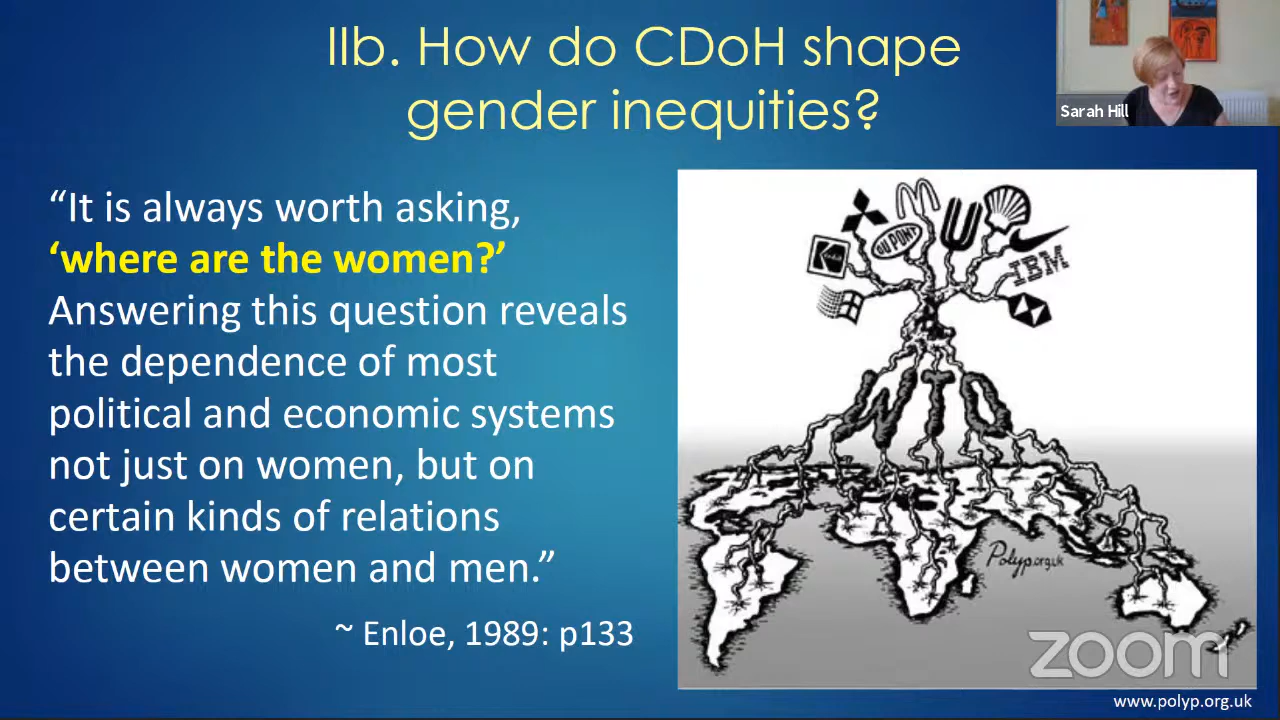 IIb. How do CDoH shape
gender inequities?
Sarah Hill
“It is always worth asking,
‘where are the women?’
Answering this question reveals
the dependence of most
political and economic systems
not just on women, but on
certain kinds of relations
between women and men.”
~ Enloe, 1989: p133
Kodak
DU PONT
IBM
WTO
Polyp.org.uk
zoom
www.polyp.org.uk